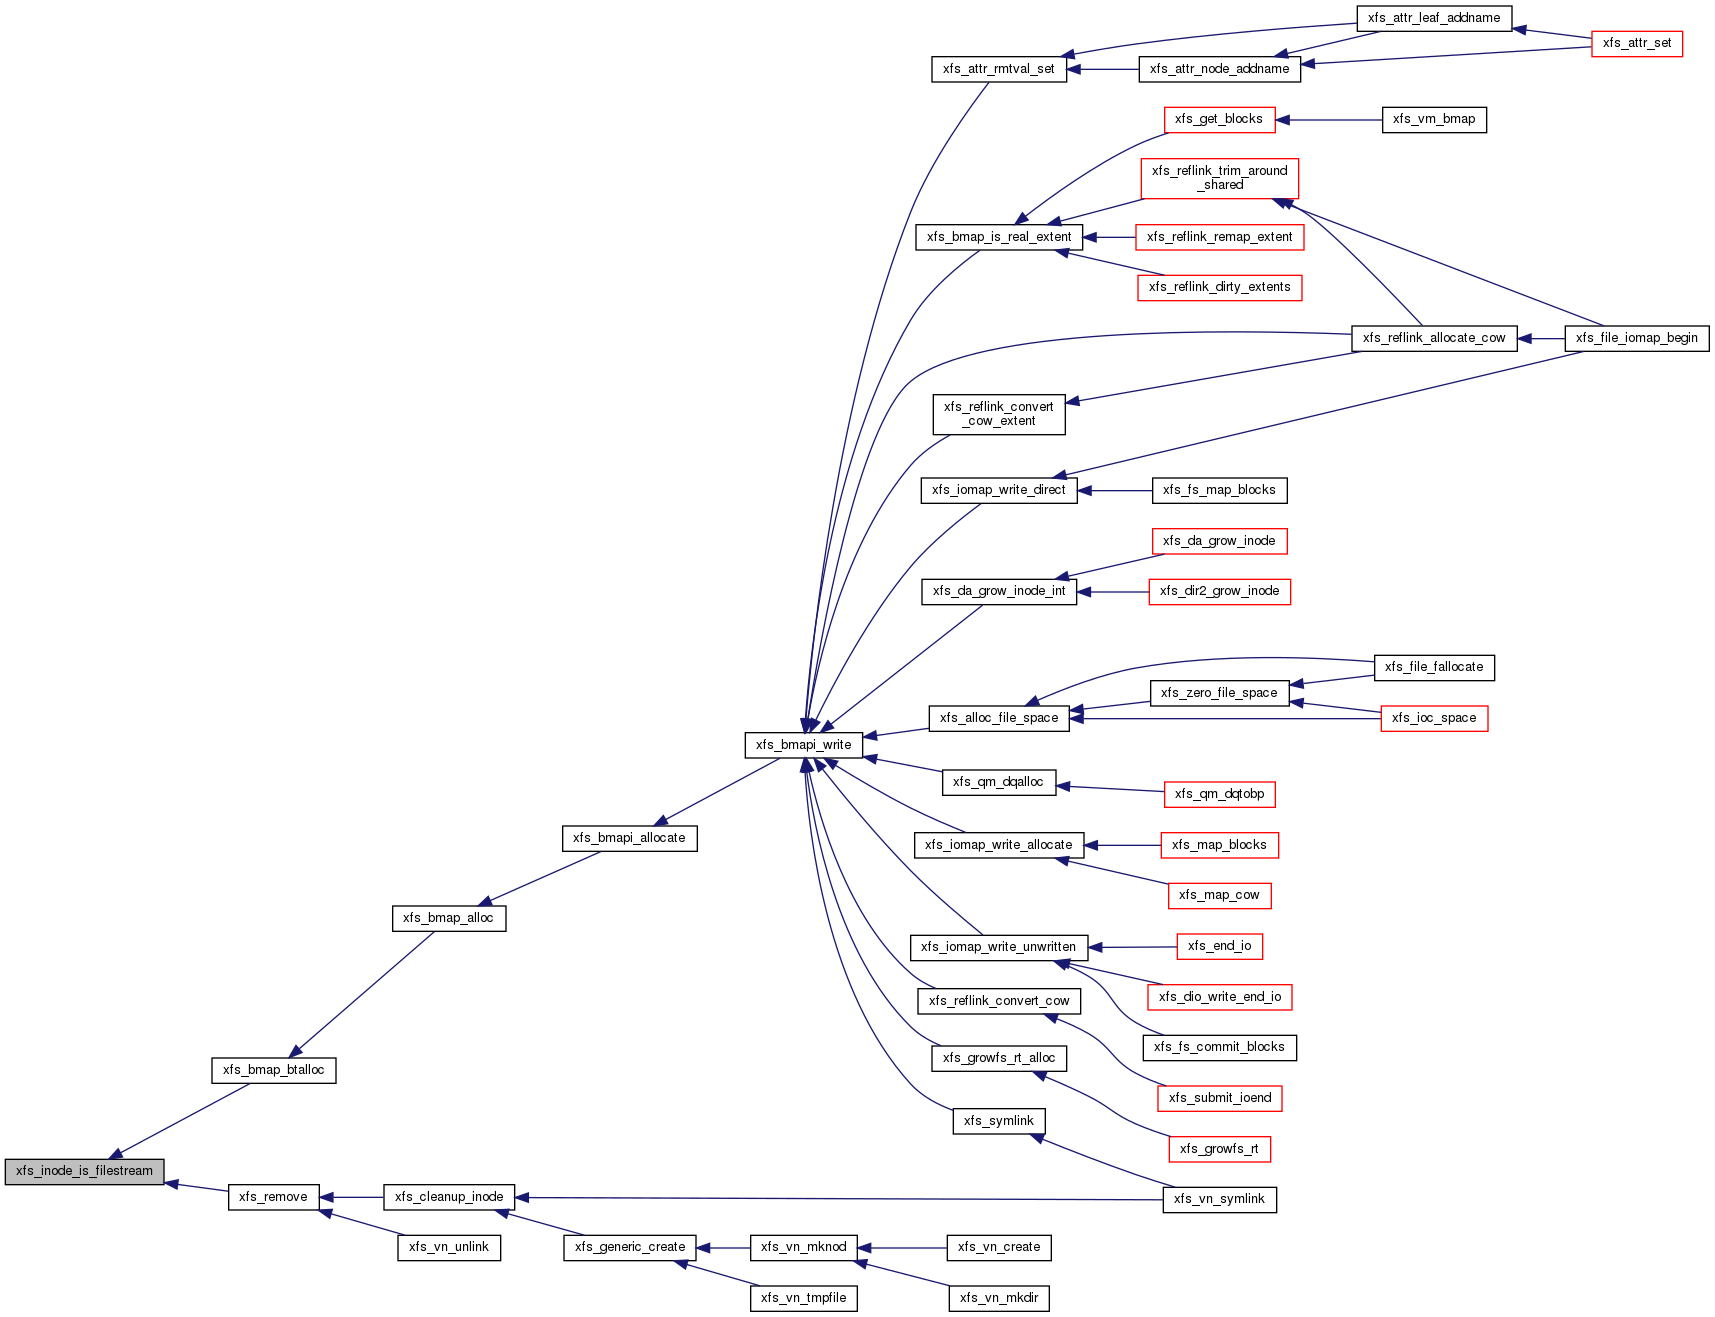 xfs_attr_leaf_addname
xfs_attr_set
xfs_attr_rmtval_set
xfs_attr_node_addname
xfs_get_blocks
xfs_vm_bmap
xfs_reflink_trim_around
_shared
xfs_bmap_is_real_extent
xfs_reflink_remap_extent
xfs_reflink_dirty_extents
xfs_reflink_allocate_cow
xfs_file_iomap_begin
xfs_reflink_convert
_cow_extent
xfs_iomap_write_direct
xfs_fs_map_blocks
xfs_da_grow_inode
xfs_da_grow_inode_int
xfs_dir2_grow_inode
xfs_file_fallocate
xfs_zero_file_space
xfs_alloc_file_space
xfs_ioc_space
xfs_bmapi_write
xfs_qm_dqalloc
xfs_qm_dqtobp
xfs_bmapi_allocate
xfs_iomap_write_allocate
xfs_map_blocks
xfs_map_cow
xfs_bmap_alloc
xfs_iomap_write_unwritten
xfs_end_io
xfs_dio_write_end_io
xfs_reflink_convert_cow
xfs_fs_commit_blocks
xfs_growfs_rt_alloc
xfs_bmap_btalloc
xfs_submit_ioend
xfs_symlink
xfs_growfs_rt
xfs_inode_is_filestream
xfs_remove
xfs_cleanup_inode
xfs_vn_symlink
xfs_vn_unlink
xfs_generic_create
xfs_vn_mknod
xfs_vn_create
xfs_vn_tmpfile
xfs_vn_mkdir